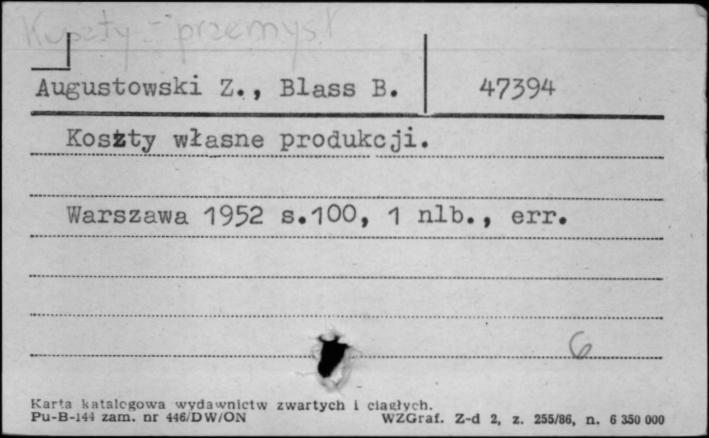 Koszty - przemysł
Augustowski Z., Blass B. 47394
Koszty własne produkcji.
Warszawa 1952 s.100, 1 nlb., err.
6
Karta katalogowa wydawnictw zwartych i ciągłych.
Pu-B-144 zam. nr 446/DW/ON WZGraf. Z-d 2, z. 255/86, n. 6 350 000